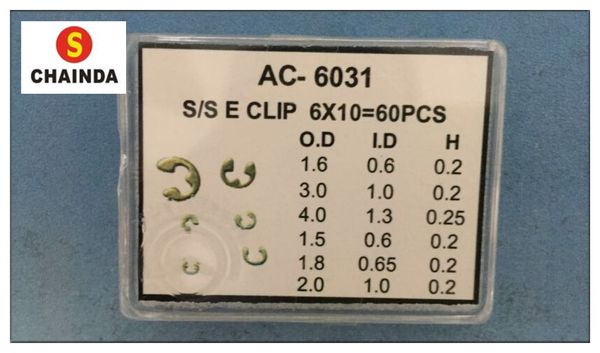 S
CHAINDA
AC- 6031
S/S E CLIP 6X10=60PCS
O.D I.D H
1.6 0.6 0.2
3.0 1.0 0.2
4.0 1.3 0.25
1.5 0.6 0.2
1.8 0.65 0.2
2.0 1.0 0.2